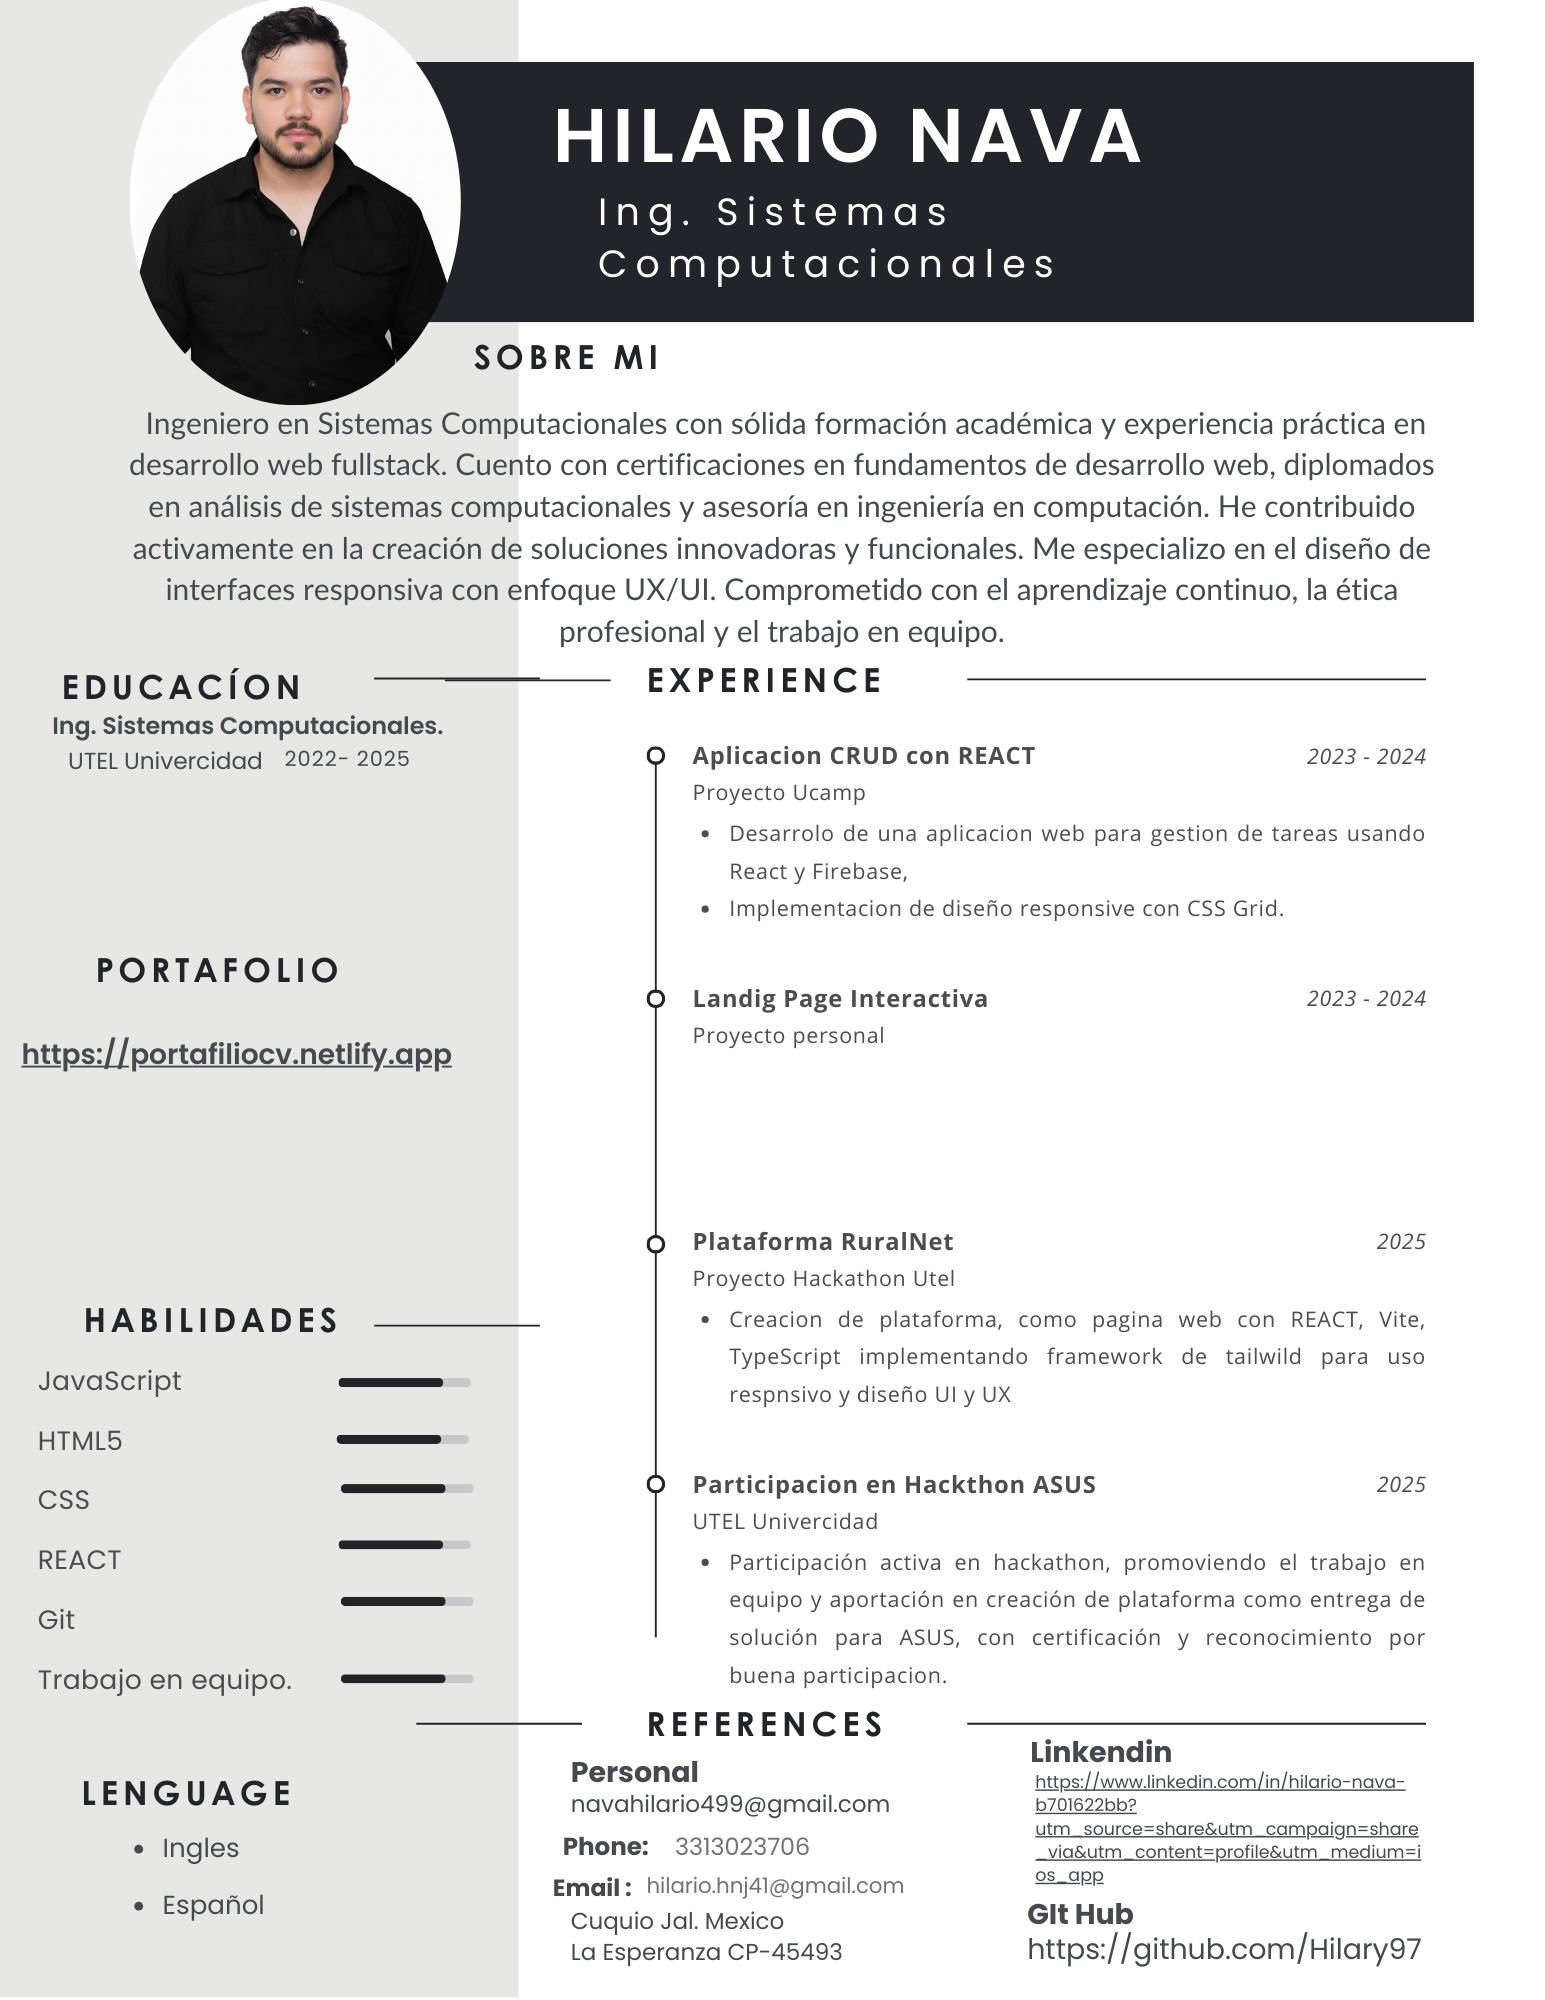 HILARIO NAVA
Ing. Sistemas
Computacionales
SOBRE MI
Ingeniero en Sistemas Computacionales con sólida formación académica y experiencia práctica en
desarrollo web fullstack. Cuento con certificaciones en fundamentos de desarrollo web, diplomados
en análisis de sistemas computacionales y asesoría en ingeniería en computación. He contribuido
activamente en la creación de soluciones innovadoras y funcionales. Me especializo en el diseño de
interfaces responsiva con enfoque UX/UI. Comprometido con el aprendizaje continuo, la ética
profesional y el trabajo en equipo.
EDUCACÍON
Ing. Sistemas Computacionales.
UTEL Univercidad 2022- 2025
PORTAFOLIO
https://portafiliocv.netlify.app
HABILIDADES
JavaScript
HTML5
CSS
REACT
Git
Trabajo en equipo.
LENGUAGE
• Ingles
• Español
EXPERIENCE
Aplicacion CRUD con REACT 2023 - 2024
Proyecto Ucamp
• Desarrolo de una aplicacion web para gestion de tareas usando
React y Firebase,
• Implementacion de diseño responsive con CSS Grid.
Landig Page Interactiva 2023 - 2024
Proyecto personal
Plataforma RuralNet 2025
Proyecto Hackathon Utel
• Creacion de plataforma, como pagina web con REACT, Vite,
TypeScript implementando framework de tailwild para uso
respnsivo y diseño UI y UX
Participacion en Hackthon ASUS 2025
UTEL Univercidad
• Participación activa en hackathon, promoviendo el trabajo en
equipo y aportación en creación de plataforma como entrega de
solución para ASUS, con certificación y reconocimiento por
buena participacion.
REFERENCES
Personal
navahilario499@gmail.com
Phone: 3313023706
Email : hilario.hnj41@gmail.com
Cuquio Jal. Mexico
La Esperanza CP-45493
Linkendin
https://www.linkedin.com/in/hilario-nava-
b701622bb?
utm_source=share&utm_campaign=share
_via&utm_content=profile&utm_medium=i
os_app
GIt Hub
https://github.com/Hilary97